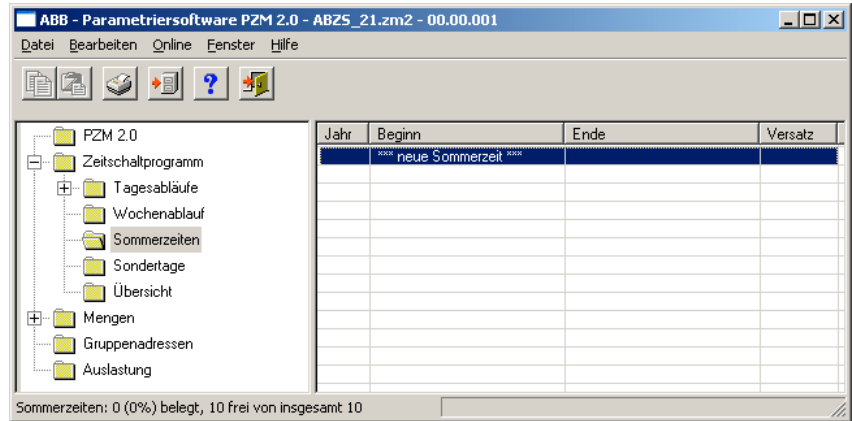 ABB - Parametriersoftware PZM 2.0 - ABZS_21.zm2 - 00.00.001
Datei Bearbeiten Online Fenster Hilfe
PZM 2.0
Zeitschaltprogramm
Tagesabläufe
Wochenablauf
Sommerzeiten
Sondertage
Übersicht
Mengen
Gruppenadressen
Auslastung
Jahr Beginn Ende Versatz
*** neue Sommerzeit ***
Sommerzeiten: 0 (0%) belegt, 10 frei von insgesamt 10